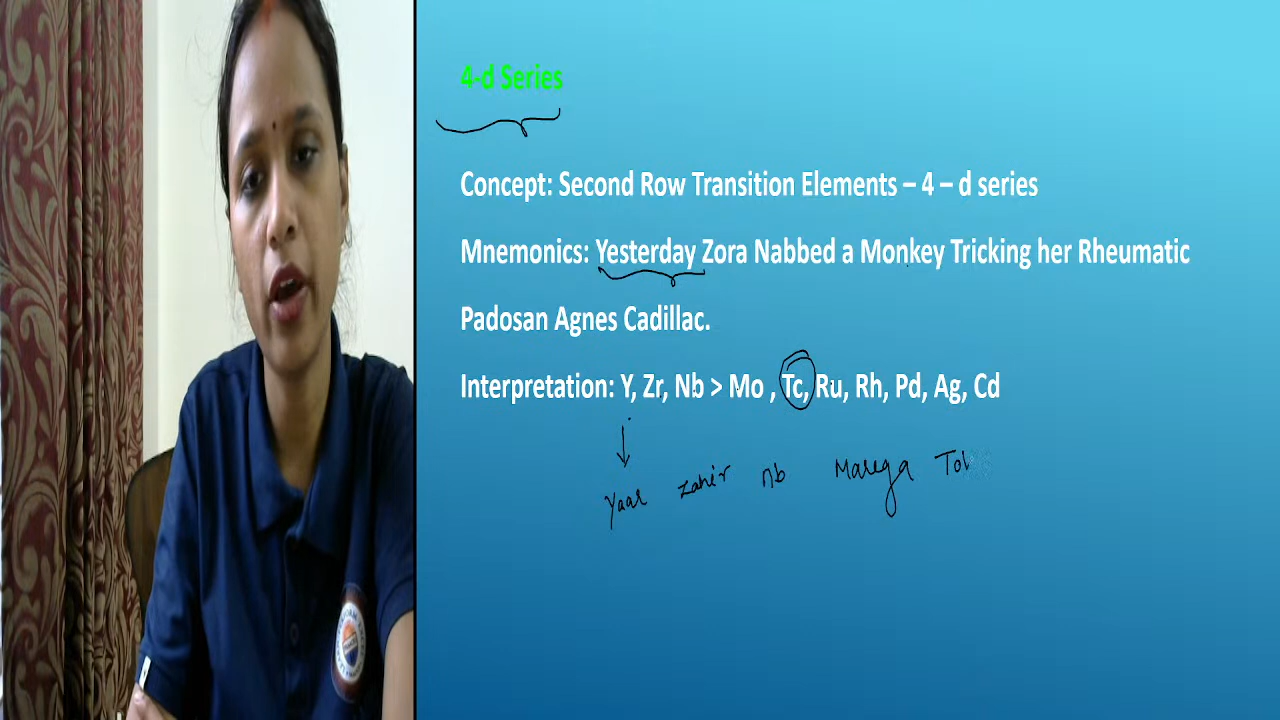 4-d Series
Concept: Second Row Transition Elements – 4 – d series
Mnemonics: Yesterday Zora Nabbed a Monkey Tricking her Rheumatic
Padosan Agnes Cadillac.
Interpretation: Y, Zr, Nb > Mo , Tc, Ru, Rh, Pd, Ag, Cd
Yaar Zahir nb Marega